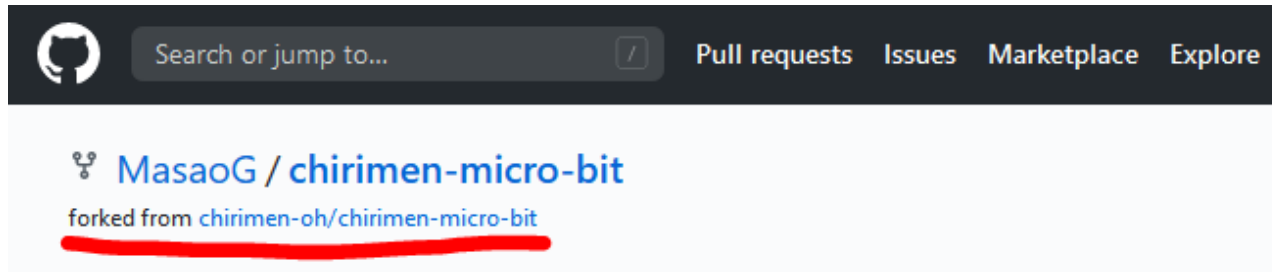 Search or jump to... /
Pull requests Issues Marketplace Explore
MasaoG / chirimen-micro-bit
forked from chirimen-oh/chirimen-micro-bit